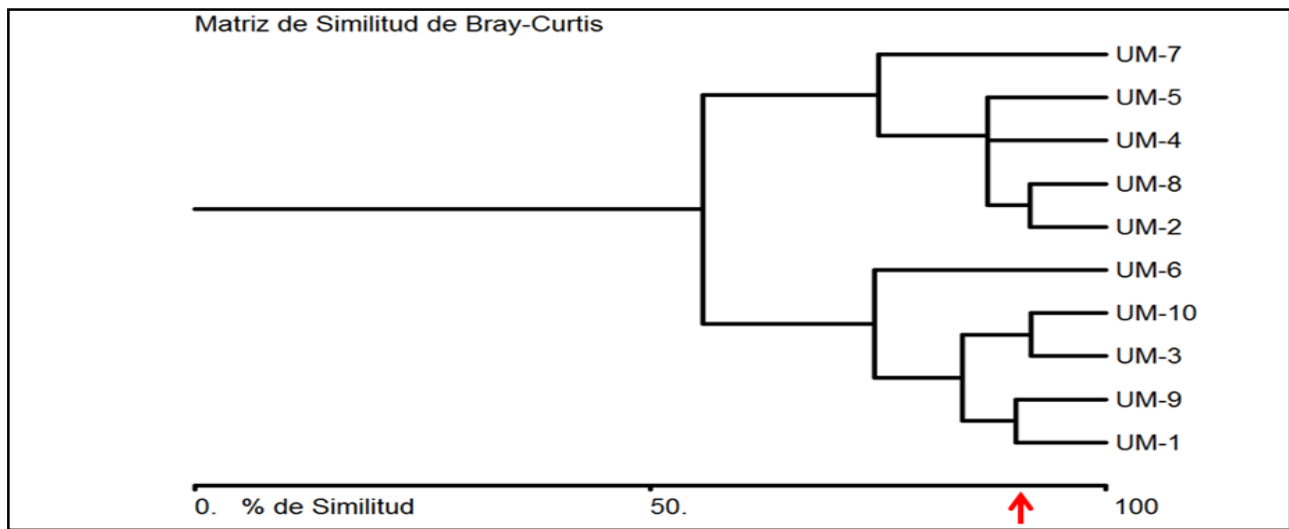 Matriz de Similitud de Bray-Curtis
UM-7
UM-5
UM-4
UM-8
UM-2
UM-6
UM-10
UM-3
UM-9
UM-1
0. % de Similitud 50. 100